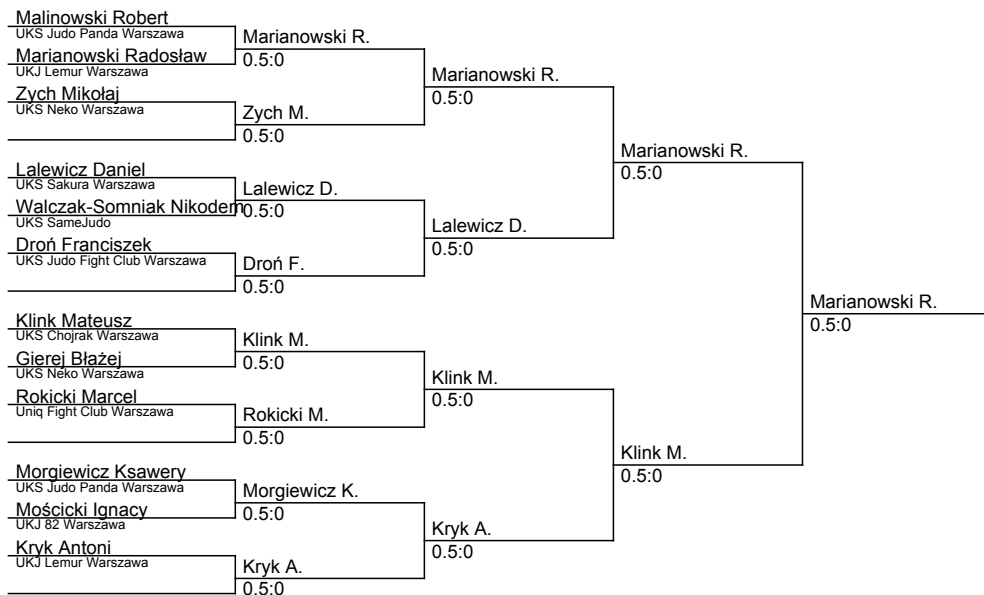 Malinowski Robert
UKS Judo Panda Warszawa
Marianowski Radosław
UKJ Lemur Warszawa
Zych Mikołaj
UKS Neko Warszawa
Lalewicz Daniel
UKS Sakura Warszawa
Walczak-Somniak Nikodem
UKS SameJudo
Droń Franciszek
UKS Judo Fight Club Warszawa
Klink Mateusz
UKS Chojrak Warszawa
Gierej Błażej
UKS Neko Warszawa
Rokicki Marcel
Uniq Fight Club Warszawa
Morgiewicz Ksawery
UKS Judo Panda Warszawa
Mościcki Ignacy
UKJ 82 Warszawa
Kryk Antoni
UKJ Lemur Warszawa
Marianowski R.
0.5:0
Zych M.
0.5:0
Lalewicz D.
0.5:0
Droń F.
0.5:0
Klink M.
0.5:0
Rokicki M.
0.5:0
Morgiewicz K.
0.5:0
Kryk A.
0.5:0
Marianowski R.
0.5:0
Lalewicz D.
0.5:0
Klink M.
0.5:0
Kryk A.
0.5:0
Marianowski R.
0.5:0
Klink M.
0.5:0
Marianowski R.
0.5:0